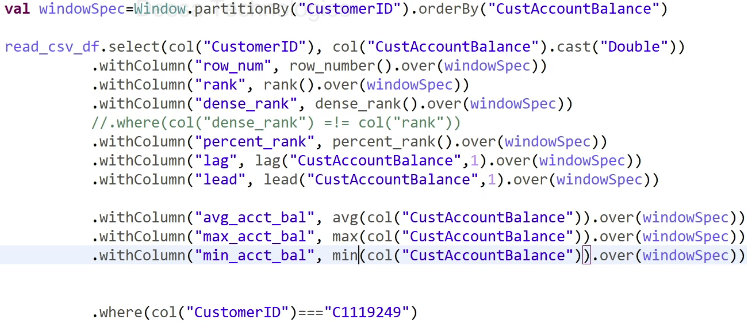 val windowSpec=Window.partitionBy("CustomerID").orderBy("CustAccountBalance")
read_csv_df.select(col("CustomerID"), col("CustAccountBalance").cast("Double"))
.withColumn("row_num", row_number().over(windowSpec))
.withColumn("rank", rank().over(windowSpec))
.withColumn("dense_rank", dense_rank().over(windowSpec))
//.where(col("dense_rank") =!= col("rank"))
.withColumn("percent_rank", percent_rank().over(windowSpec))
.withColumn("lag", lag("CustAccountBalance",1).over(windowSpec))
.withColumn("lead", lead("CustAccountBalance",1).over(windowSpec))
.withColumn("avg_acct_bal", avg(col("CustAccountBalance")).over(windowSpec))
.withColumn("max_acct_bal", max(col("CustAccountBalance")).over(windowSpec))
.withColumn("min_acct_bal", min(col("CustAccountBalance")).over(windowSpec))
.where(col("CustomerID")==="C1119249")